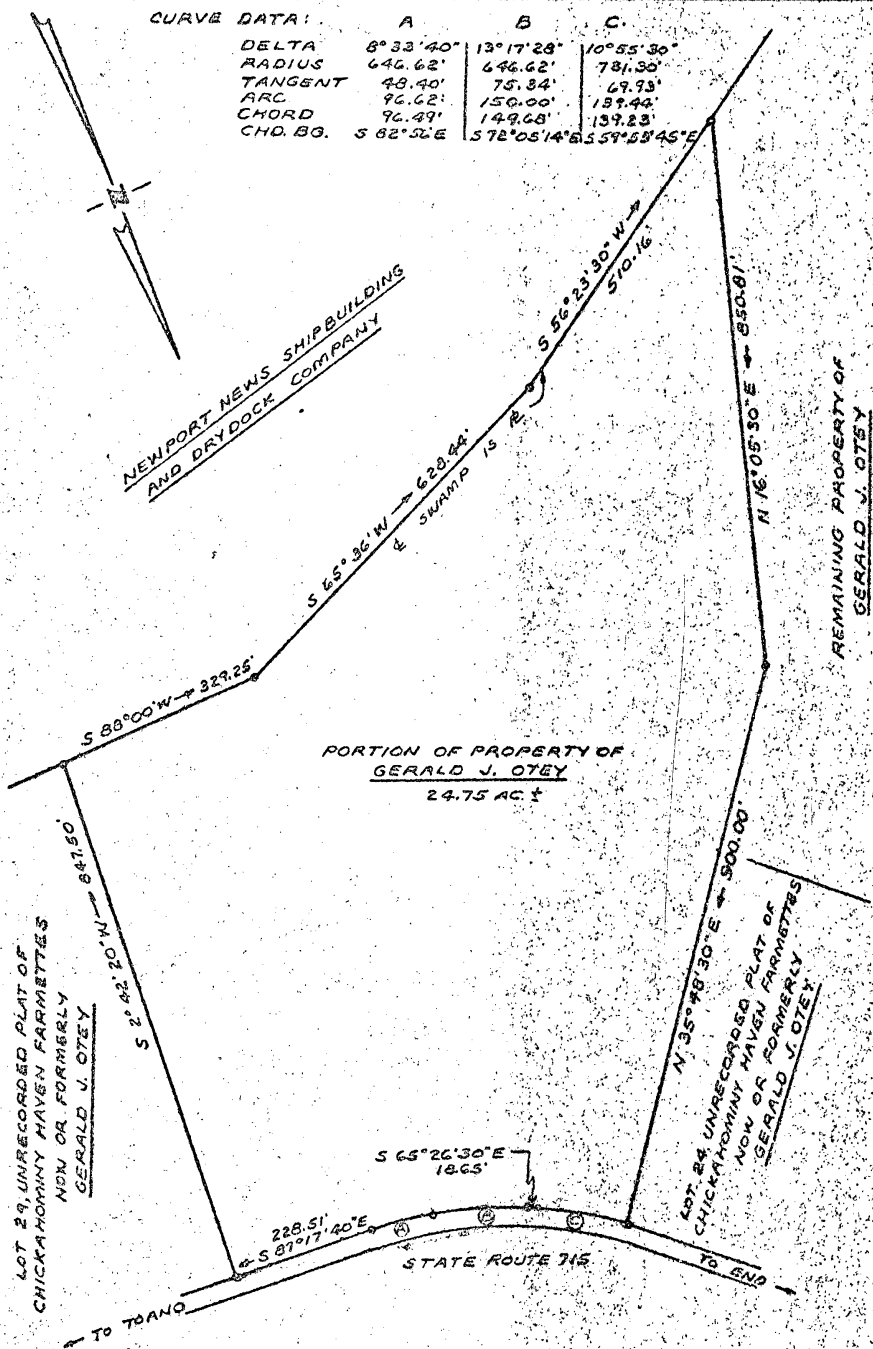 CURVE DATA: A B C.
DELTA 8°33'40" 13°17'28" 10°55'30"
RADIUS 646.62' 646.62' 731.30'
TANGENT 48.40' 75.34' 69.93'
ARC 96.62' 150.00' 139.44'
CHORD 96.49' 149.68' 139.23'
CHD. BG. S 72°05'14"E S 59°58'45"E
NEWPORT NEWS SHIPBUILDING
AND DRYDOCK COMPANY
S 56°23'30" W → 510.16'
S 65°36' W → 628.44'
SWAMP IS
S 88°00' W → 329.25'
N 16°05'30" E ← 850.81'
REMAINING PROPERTY OF
GERALD J. OTEY
PORTION OF PROPERTY OF
GERALD J. OTEY
24.75 AC. ±
S 2°42'20" W → 847.50'
LOT 29, UNRECORDED PLAT OF
CHICKAHOMINY HAVEN FARMETTES
NOW OR FORMERLY
GERALD J. OTEY
N 35°48'30" E ← 900.00'
LOT 24, UNRECORDED PLAT OF
CHICKAHOMINY HAVEN FARMETTES
NOW OR FORMERLY
GERALD J. OTEY
S 65°26'30" E
18.65'
228.51'
S 87°17'40" E
A B C
STATE ROUTE 715
← TO TOANO
TO END →